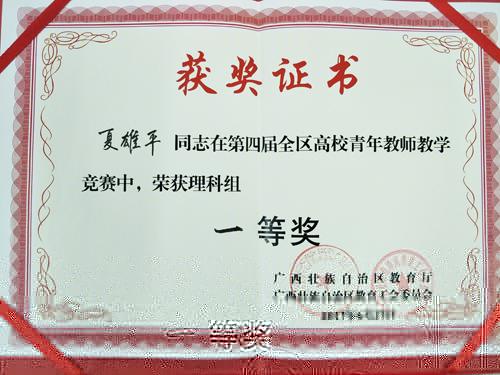 获奖证书
夏雄平 同志在第四届全区高校青年教师教学
竞赛中，荣获理科组
一等奖
广西壮族自治区教育厅
广西壮族自治区教育工会委员会
一等奖